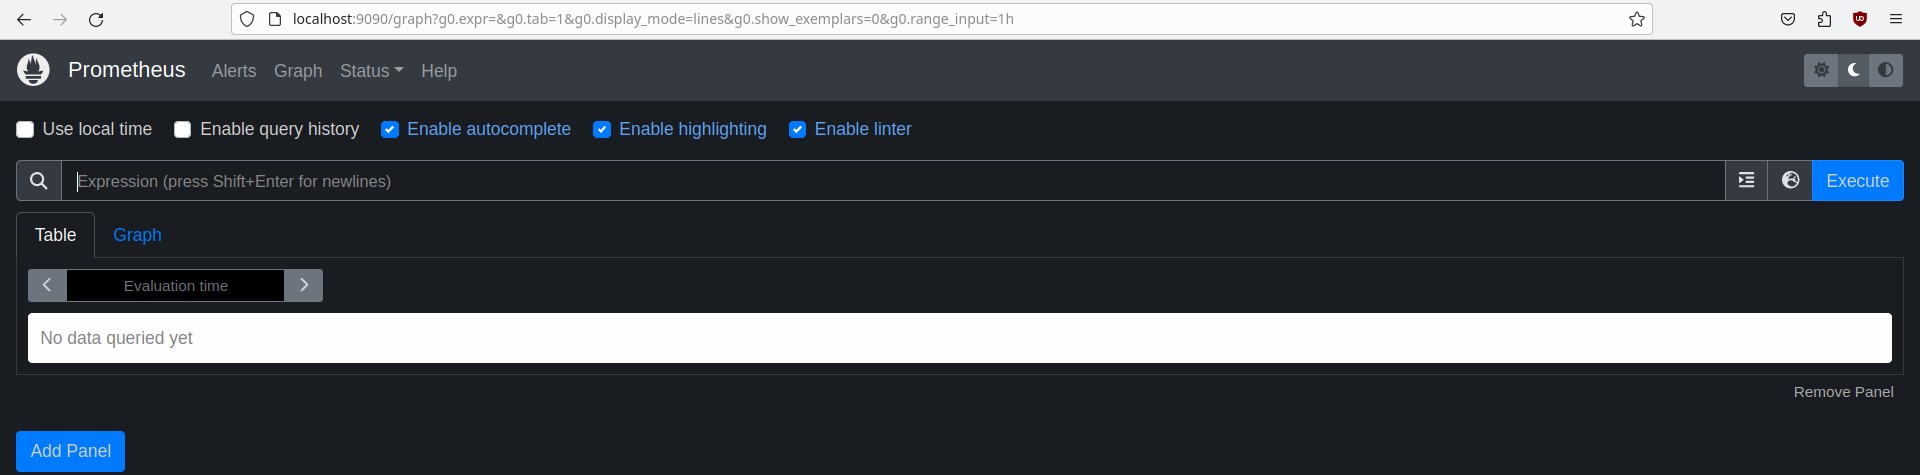 localhost:9090/graph?g0.expr=&g0.tab=1&g0.display_mode=lines&g0.show_exemplars=0&g0.range_input=1h
Prometheus Alerts Graph Status Help
Use local time Enable query history Enable autocomplete Enable highlighting Enable linter
Expression (press Shift+Enter for newlines) Execute
Table Graph
Evaluation time
No data queried yet
Remove Panel
Add Panel